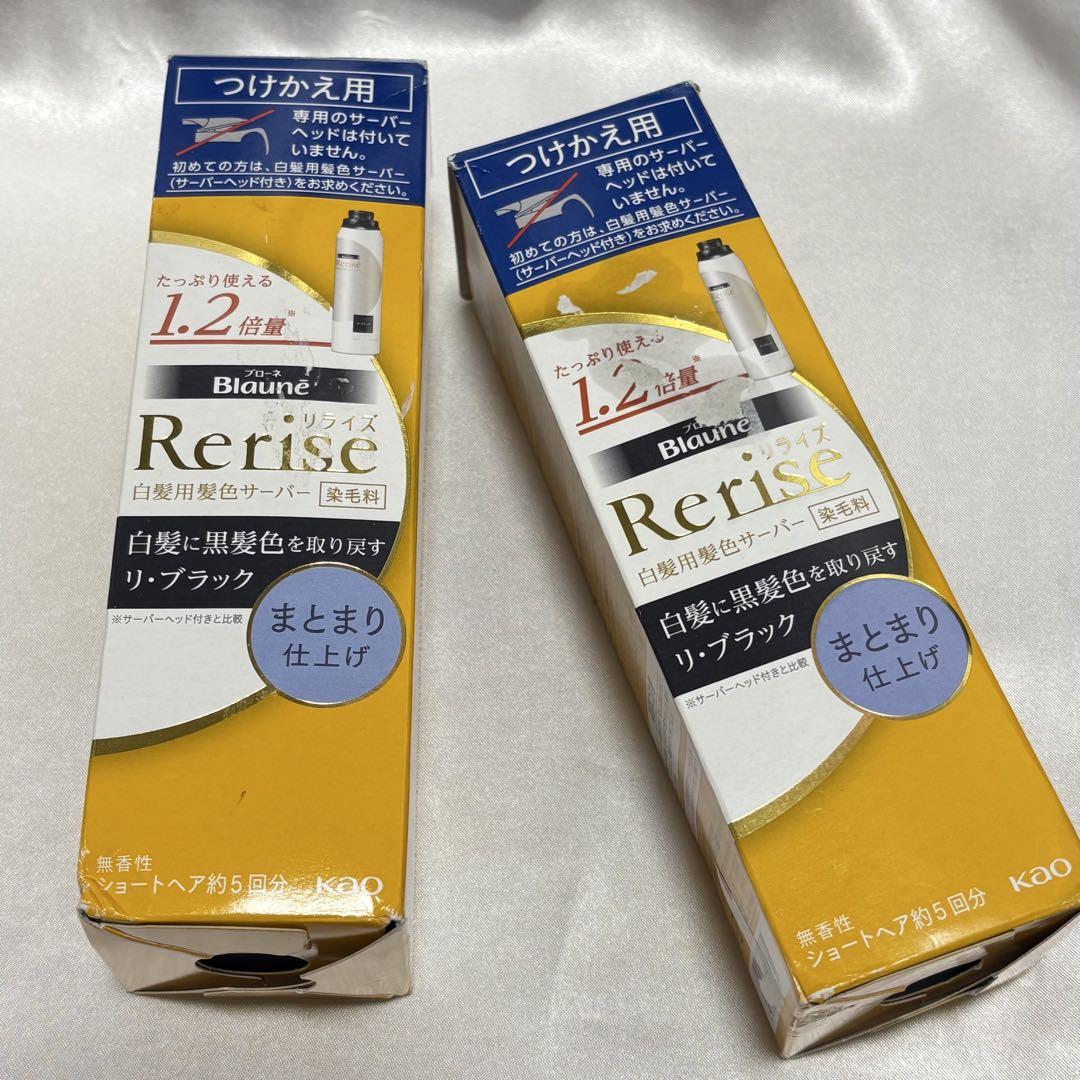 つけかえ用
専用のサーバー
ヘッドは付いて
いません。
初めての方は、白髪用髪色サーバー
(サーバーヘッド付き)をお求めください。
Rerise
たっぷり使える
1.2倍量※
ブローネ
Blauné
リライズ
Rerise
白髪用髪色サーバー 染毛料
白髪に黒髪色を取り戻す
リ・ブラック
※サーバーヘッド付きと比較
まとまり
仕上げ
無香性
ショートヘア約5回分
Kao
つけかえ用
専用のサーバー
ヘッドは付いて
いません。
初めての方は、白髪用髪色サーバー
(サーバーヘッド付き)をお求めください。
たっぷり使える
1.2倍量※
Blauné
リライズ
Rerise
白髪用髪色サーバー 染毛料
白髪に黒髪色を取り戻す
リ・ブラック
※サーバーヘッド付きと比較
まとまり
仕上げ
無香性
ショートヘア約5回分
Kao